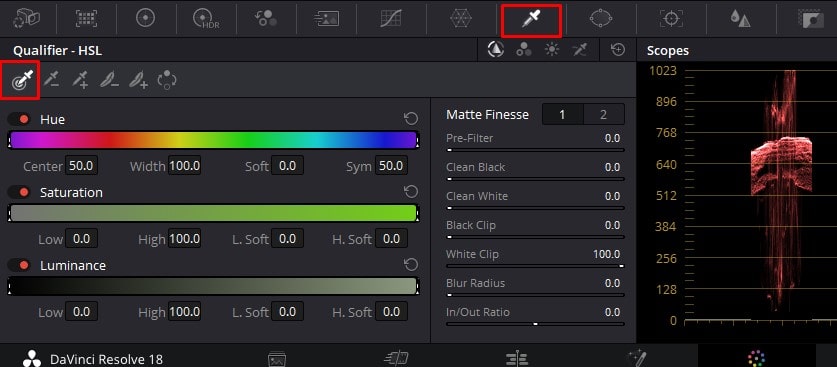 HDR
Qualifier - HSL
Scopes
Hue
Center 50.0 Width 100.0 Soft 0.0 Sym 50.0
Saturation
Low 0.0 High 100.0 L. Soft 0.0 H. Soft 0.0
Luminance
Low 0.0 High 100.0 L. Soft 0.0 H. Soft 0.0
Matte Finesse 1 2
Pre-Filter 0.0
Clean Black 0.0
Clean White 0.0
Black Clip 0.0
White Clip 100.0
Blur Radius 0.0
In/Out Ratio 0.0
1023
896
768
640
512
384
256
128
0
DaVinci Resolve 18